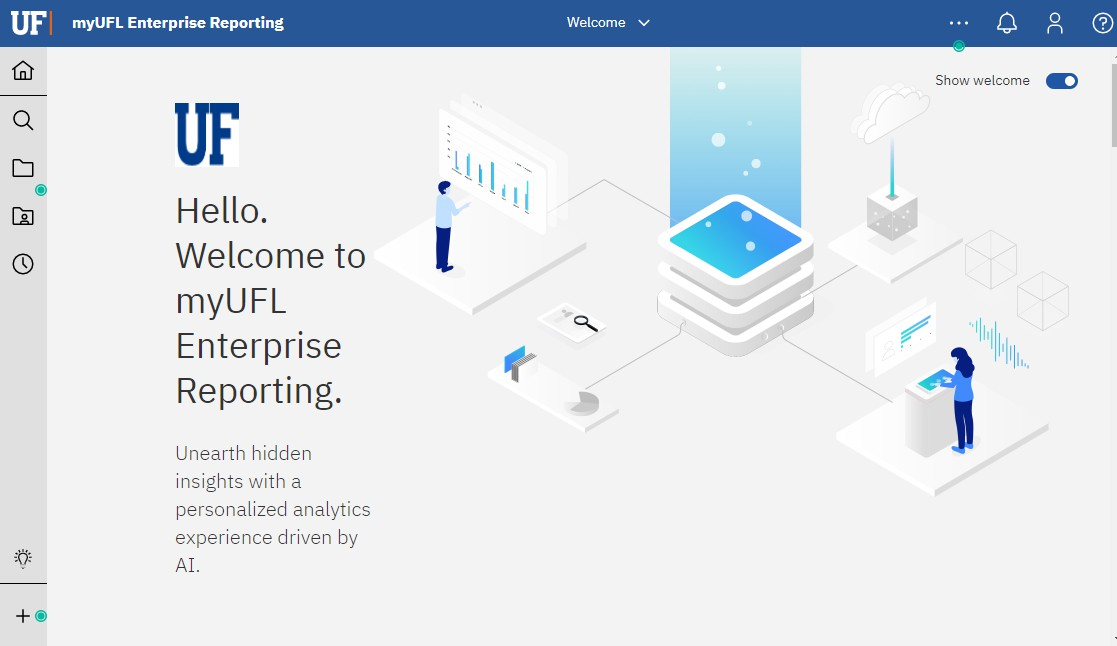 UF myUFL Enterprise Reporting
Welcome
Show welcome
UF
Hello.
Welcome to
myUFL
Enterprise
Reporting.
Unearth hidden
insights with a
personalized analytics
experience driven by
AI.